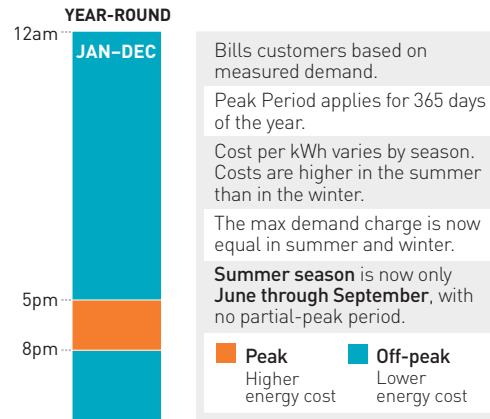 YEAR-ROUND
12am
JAN–DEC
Bills customers based on
measured demand.
Peak Period applies for 365 days
of the year.
Cost per kWh varies by season.
Costs are higher in the summer
than in the winter.
The max demand charge is now
equal in summer and winter.
Summer season is now only
June through September, with
no partial-peak period.
5pm
8pm
Peak
Higher
energy cost
Off-peak
Lower
energy cost